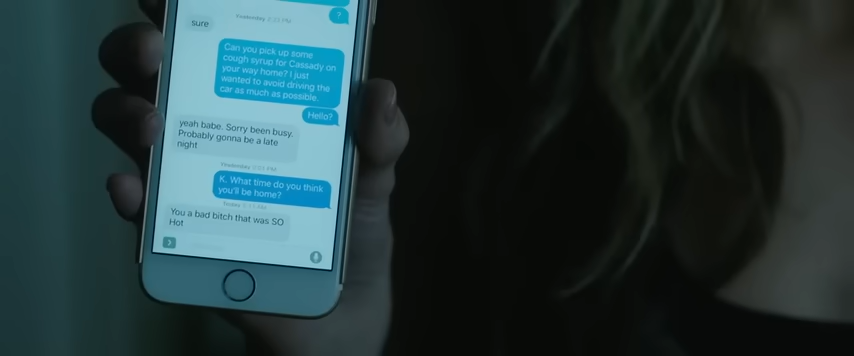 ?
sure
Can you pick up some
cough syrup for Cassady on
your way home? I just
wanted to avoid driving the
car as much as possible.
Hello?
yeah babe. Sorry been busy.
Probably gonna be a late
night
K. What time do you think
you'll be home?
You a bad bitch that was SO
Hot